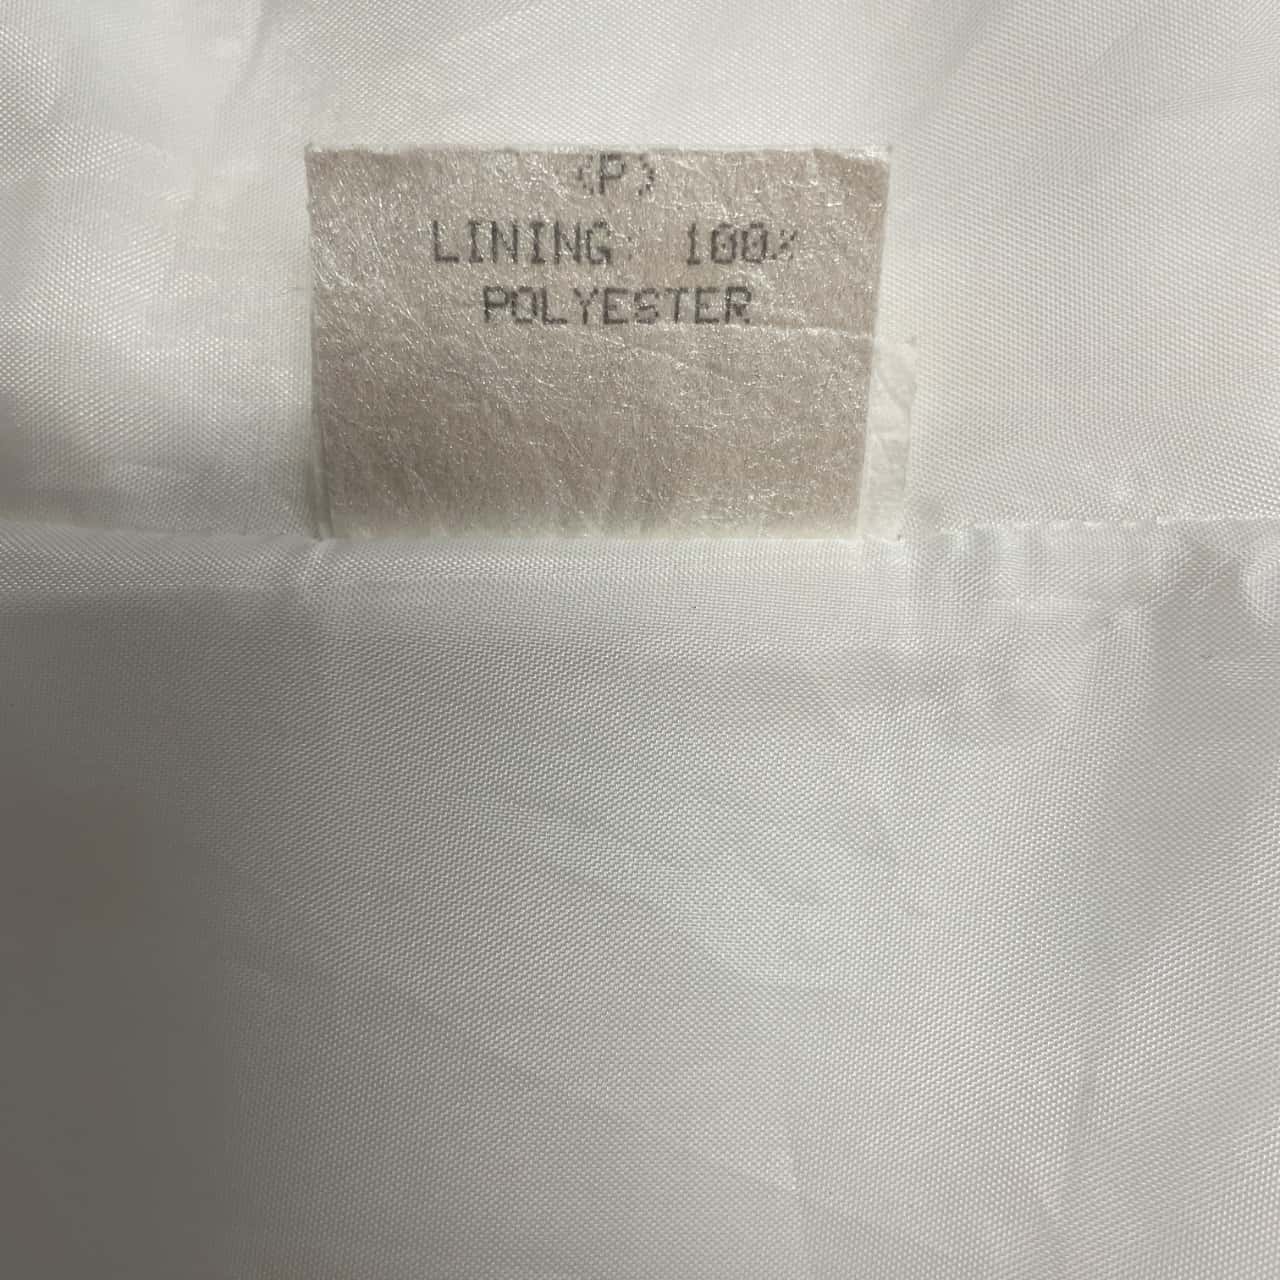 (P)
LINING: 100%
POLYESTER